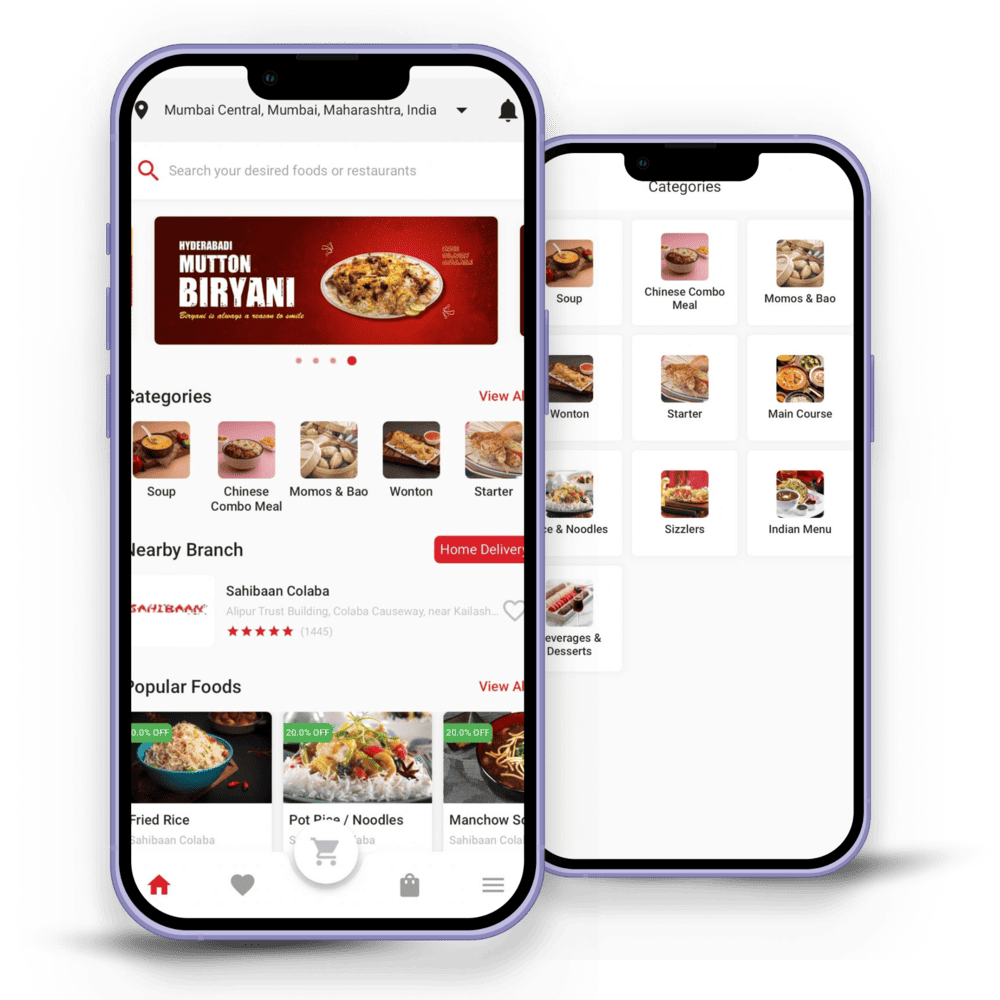 Mumbai Central, Mumbai, Maharashtra, India
Search your desired foods or restaurants
HYDERABADI
MUTTON
BIRYANI
Biryani is always a reason to smile
Categories
View Al
Soup
Chinese
Combo Meal
Momos & Bao
Wonton
Starter
Nearby Branch
Home Delivery
SAHIBAAN
Sahibaan Colaba
Alipur Trust Building, Colaba Causeway, near Kailash...
(1445)
Popular Foods
View Al
0.0% OFF
20.0% OFF
20.0% OFF
Fried Rice
Pot Rice / Noodles
Manchow So
Sahibaan Colaba
Sahibaan Colaba
Categories
Soup
Chinese Combo
Meal
Momos & Bao
Wonton
Starter
Main Course
ce & Noodles
Sizzlers
Indian Menu
everages &
Desserts